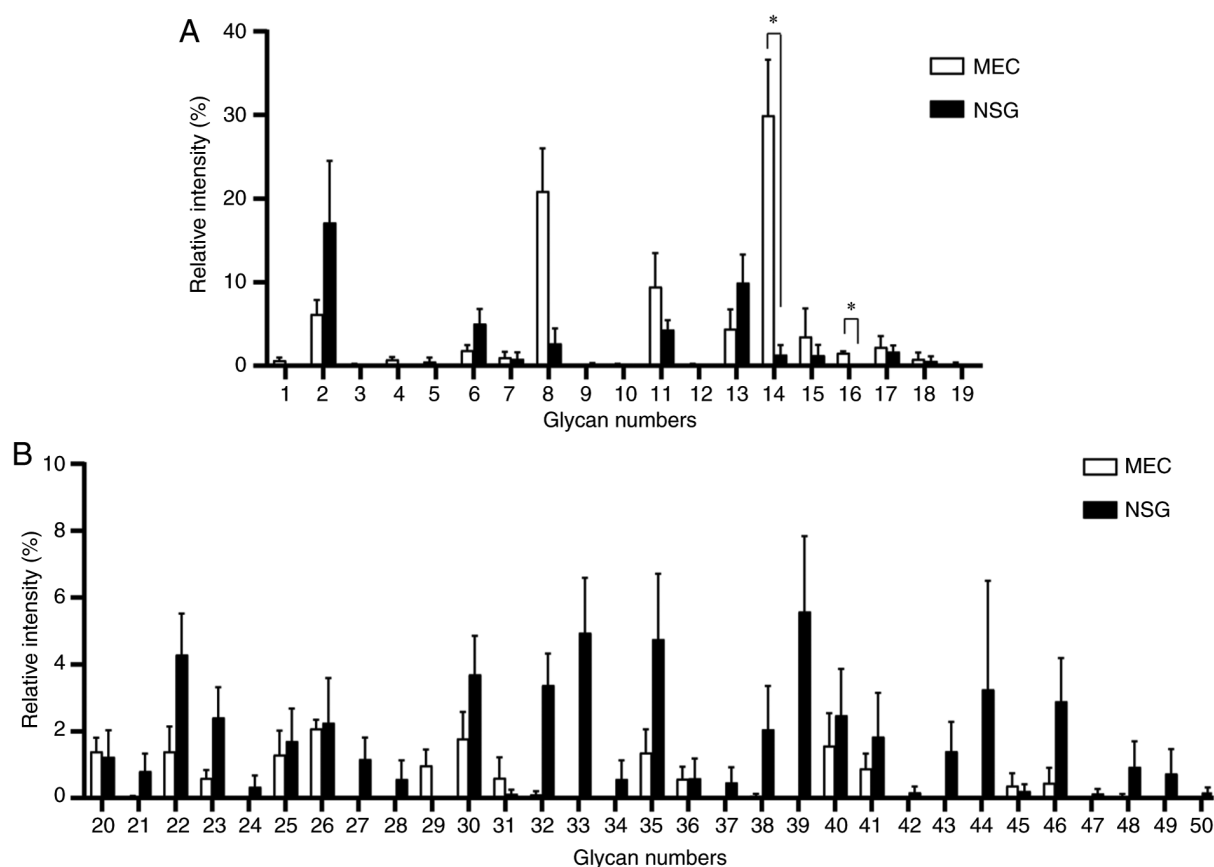 A
40
30
20
10
0
Relative intensity (%)
*
*
MEC
NSG
1 2 3 4 5 6 7 8 9 10 11 12 13 14 15 16 17 18 19
Glycan numbers
B
10
8
6
4
2
0
Relative intensity (%)
MEC
NSG
20 21 22 23 24 25 26 27 28 29 30 31 32 33 34 35 36 37 38 39 40 41 42 43 44 45 46 47 48 49 50
Glycan numbers